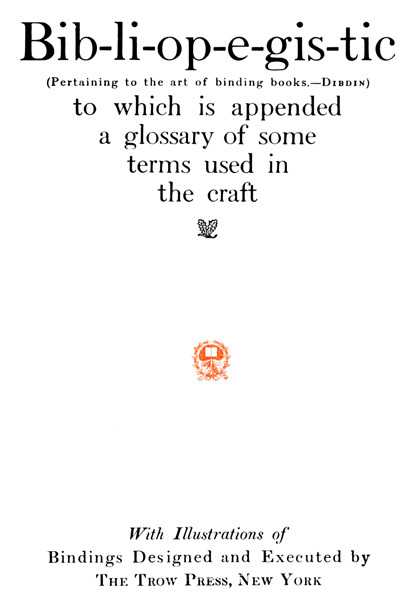 Bib-li-op-e-gis-tic
(Pertaining to the art of binding books.—Dibdin)
to which is appended
a glossary of some
terms used in
the craft
With Illustrations of
Bindings Designed and Executed by
The Trow Press, New York